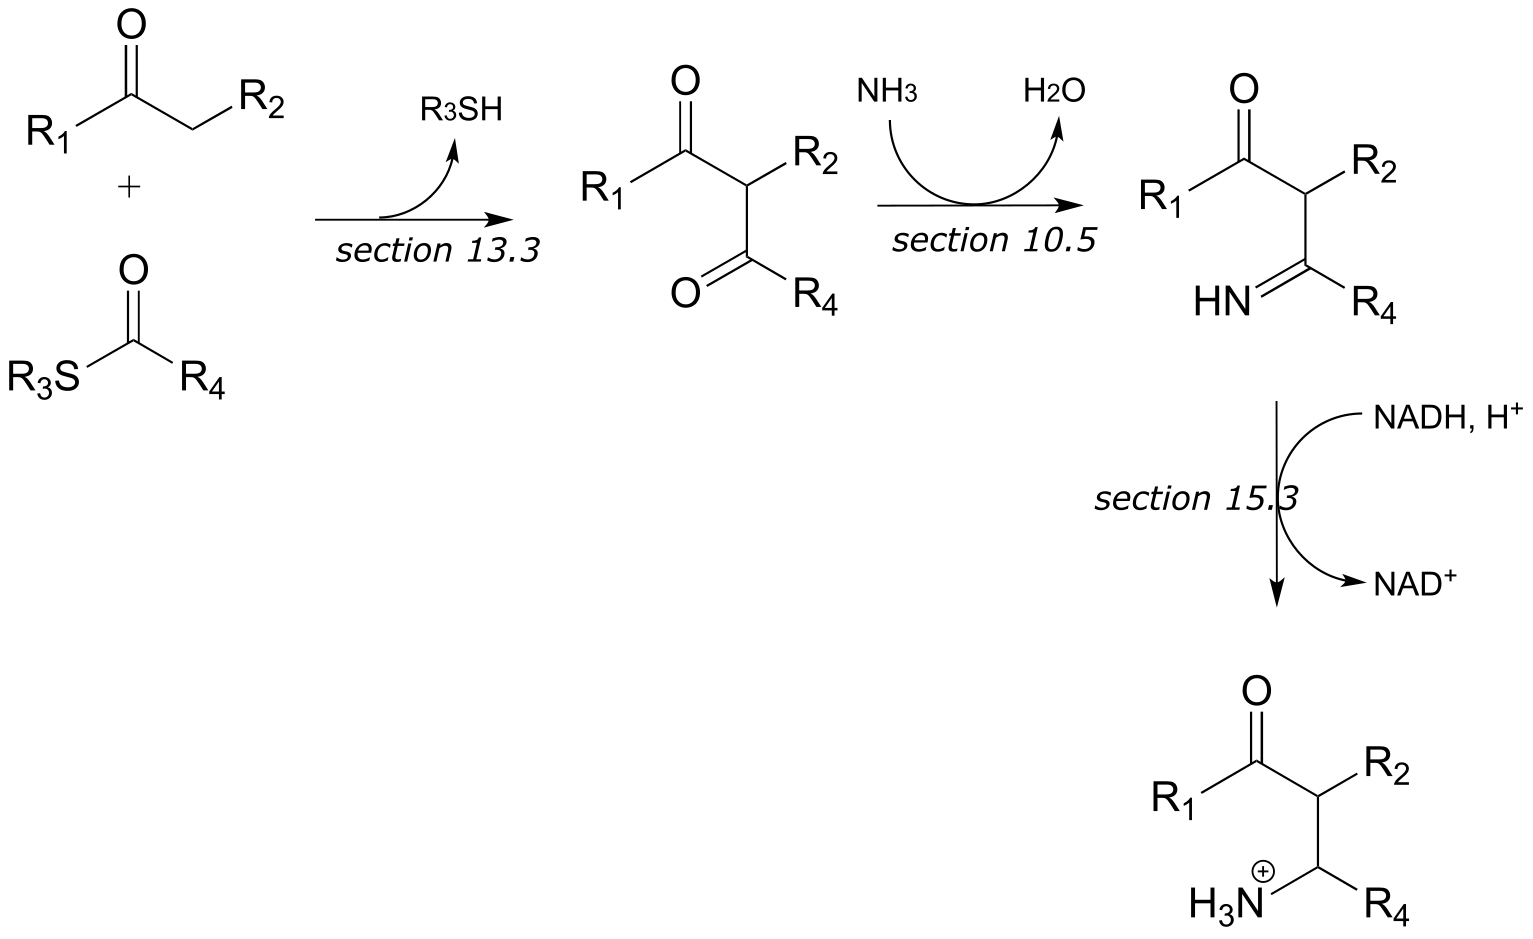 O
R1
R2
+
O
R3S
R4
R3SH
section 13.3
O
R1
R2
O
R4
NH3
H2O
section 10.5
O
R1
R2
HN
R4
NADH, H+
section 15.3
NAD+
O
R1
R2
H3N
+
R4